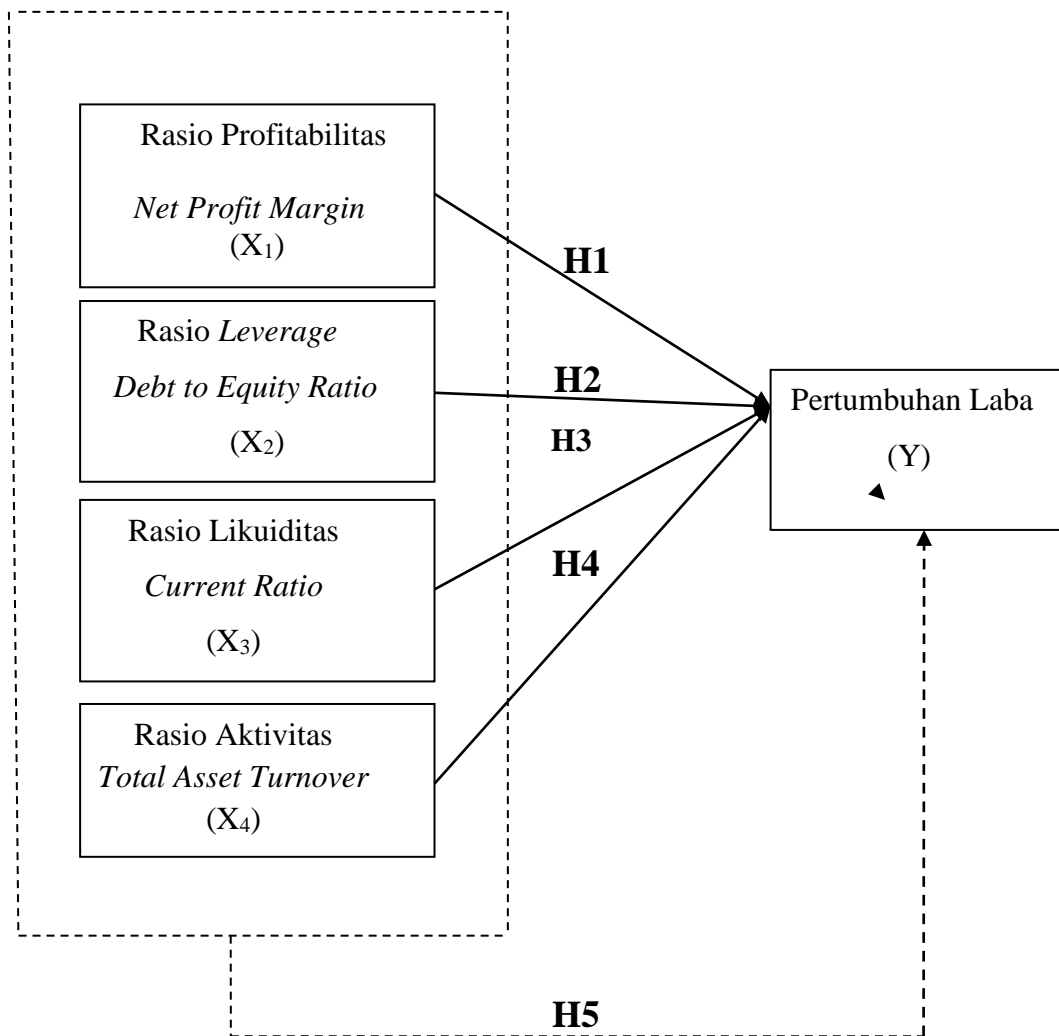 Rasio Profitabilitas
Net Profit Margin
(X₁)
H1
Rasio Leverage
Debt to Equity Ratio
(X₂)
H2
H3
Pertumbuhan Laba
(Y)
Rasio Likuiditas
Current Ratio
(X₃)
H4
Rasio Aktivitas
Total Asset Turnover
(X₄)
H5